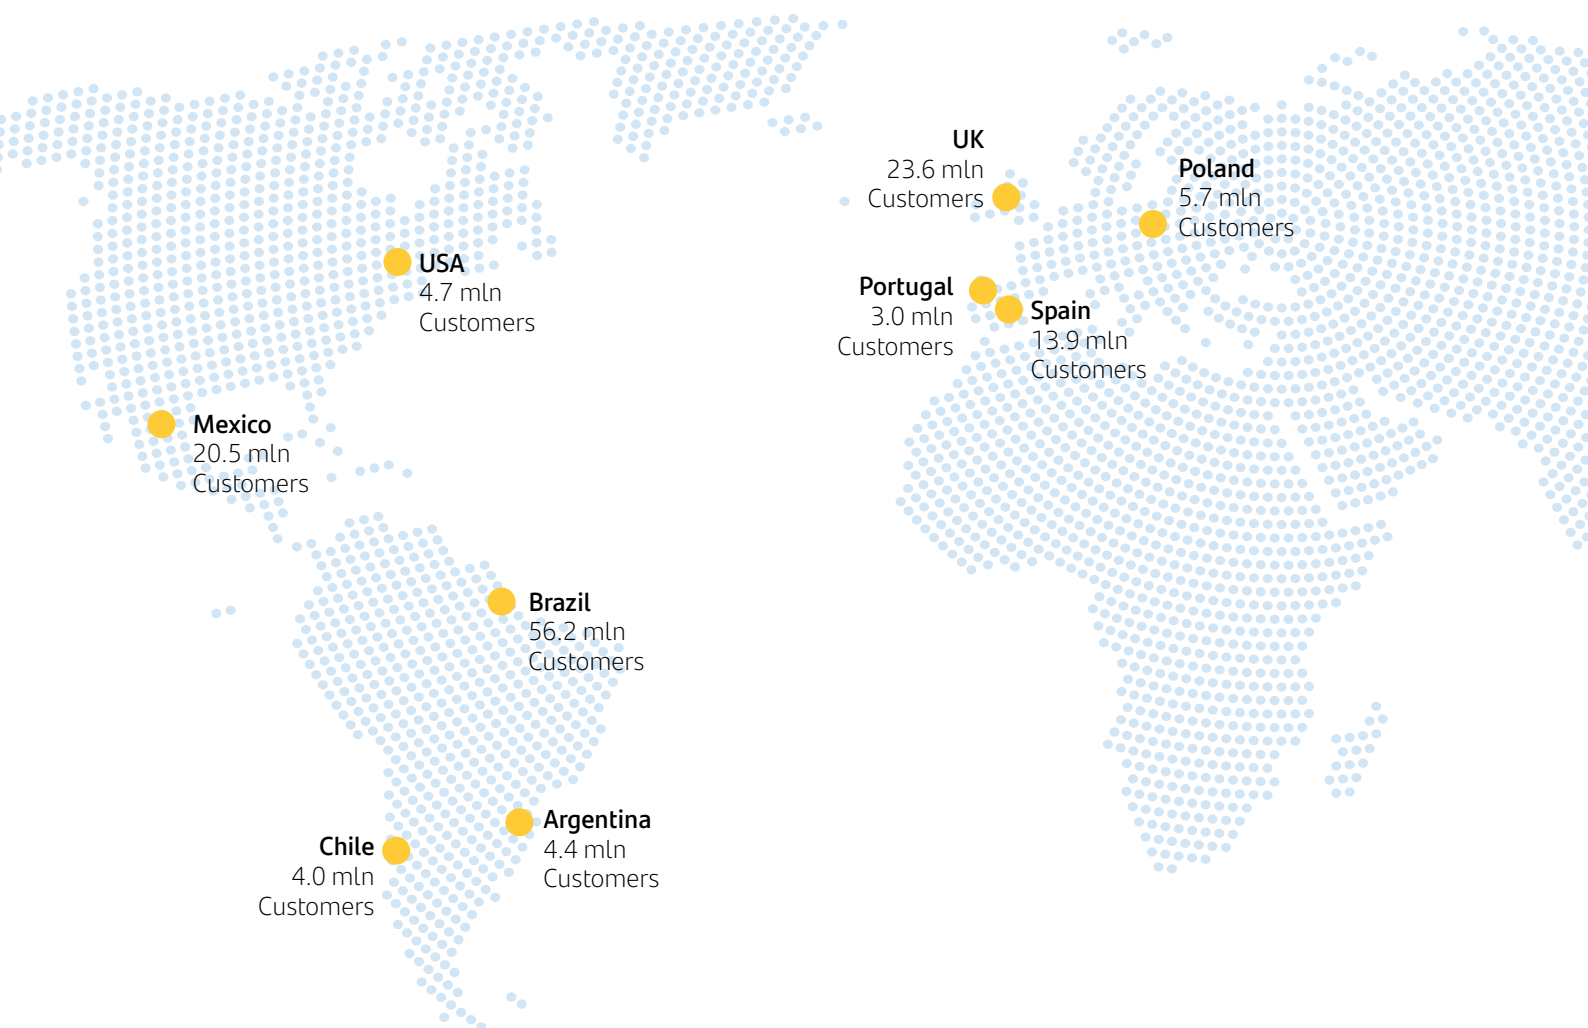 UK
23.6 mln
Customers
Poland
5.7 mln
Customers
USA
4.7 mln
Customers
Portugal
3.0 mln
Customers
Spain
13.9 mln
Customers
Mexico
20.5 mln
Customers
Brazil
56.2 mln
Customers
Argentina
4.4 mln
Customers
Chile
4.0 mln
Customers